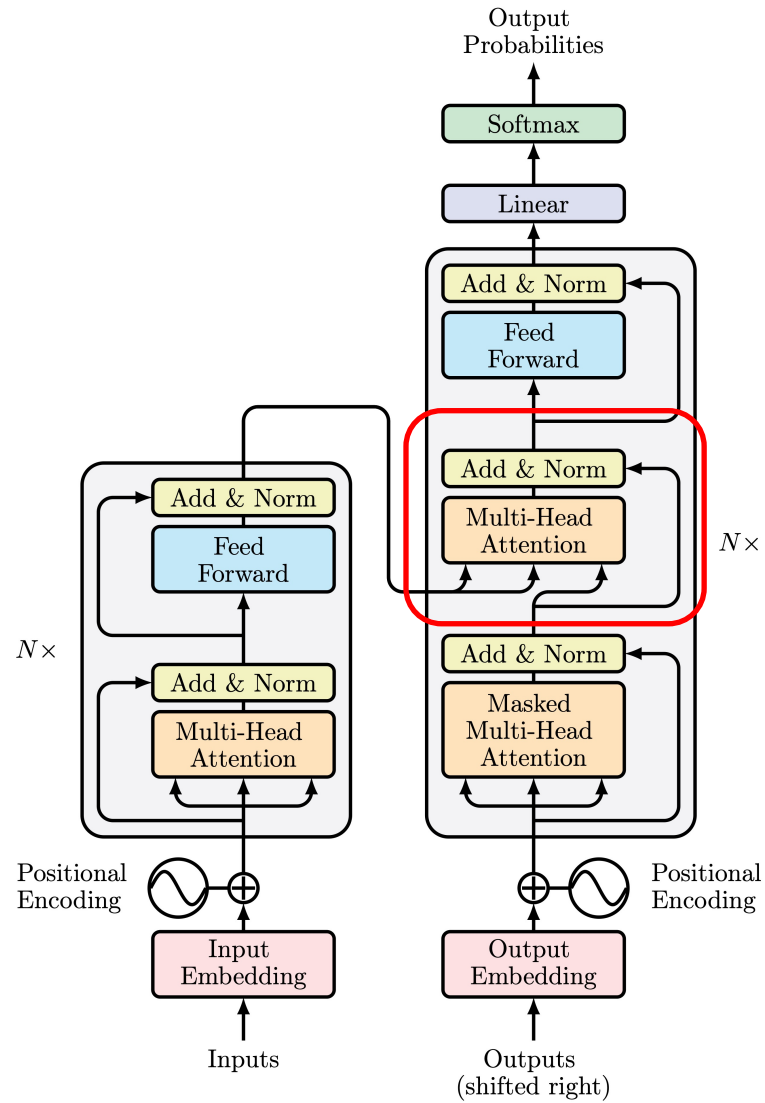 Output
Probabilities
Softmax
Linear
Add & Norm
Feed
Forward
Add & Norm
Multi-Head
Attention
N×
Add & Norm
Masked
Multi-Head
Attention
Positional
Encoding
Output
Embedding
Outputs
(shifted right)
Add & Norm
Feed
Forward
N×
Add & Norm
Multi-Head
Attention
Positional
Encoding
Input
Embedding
Inputs